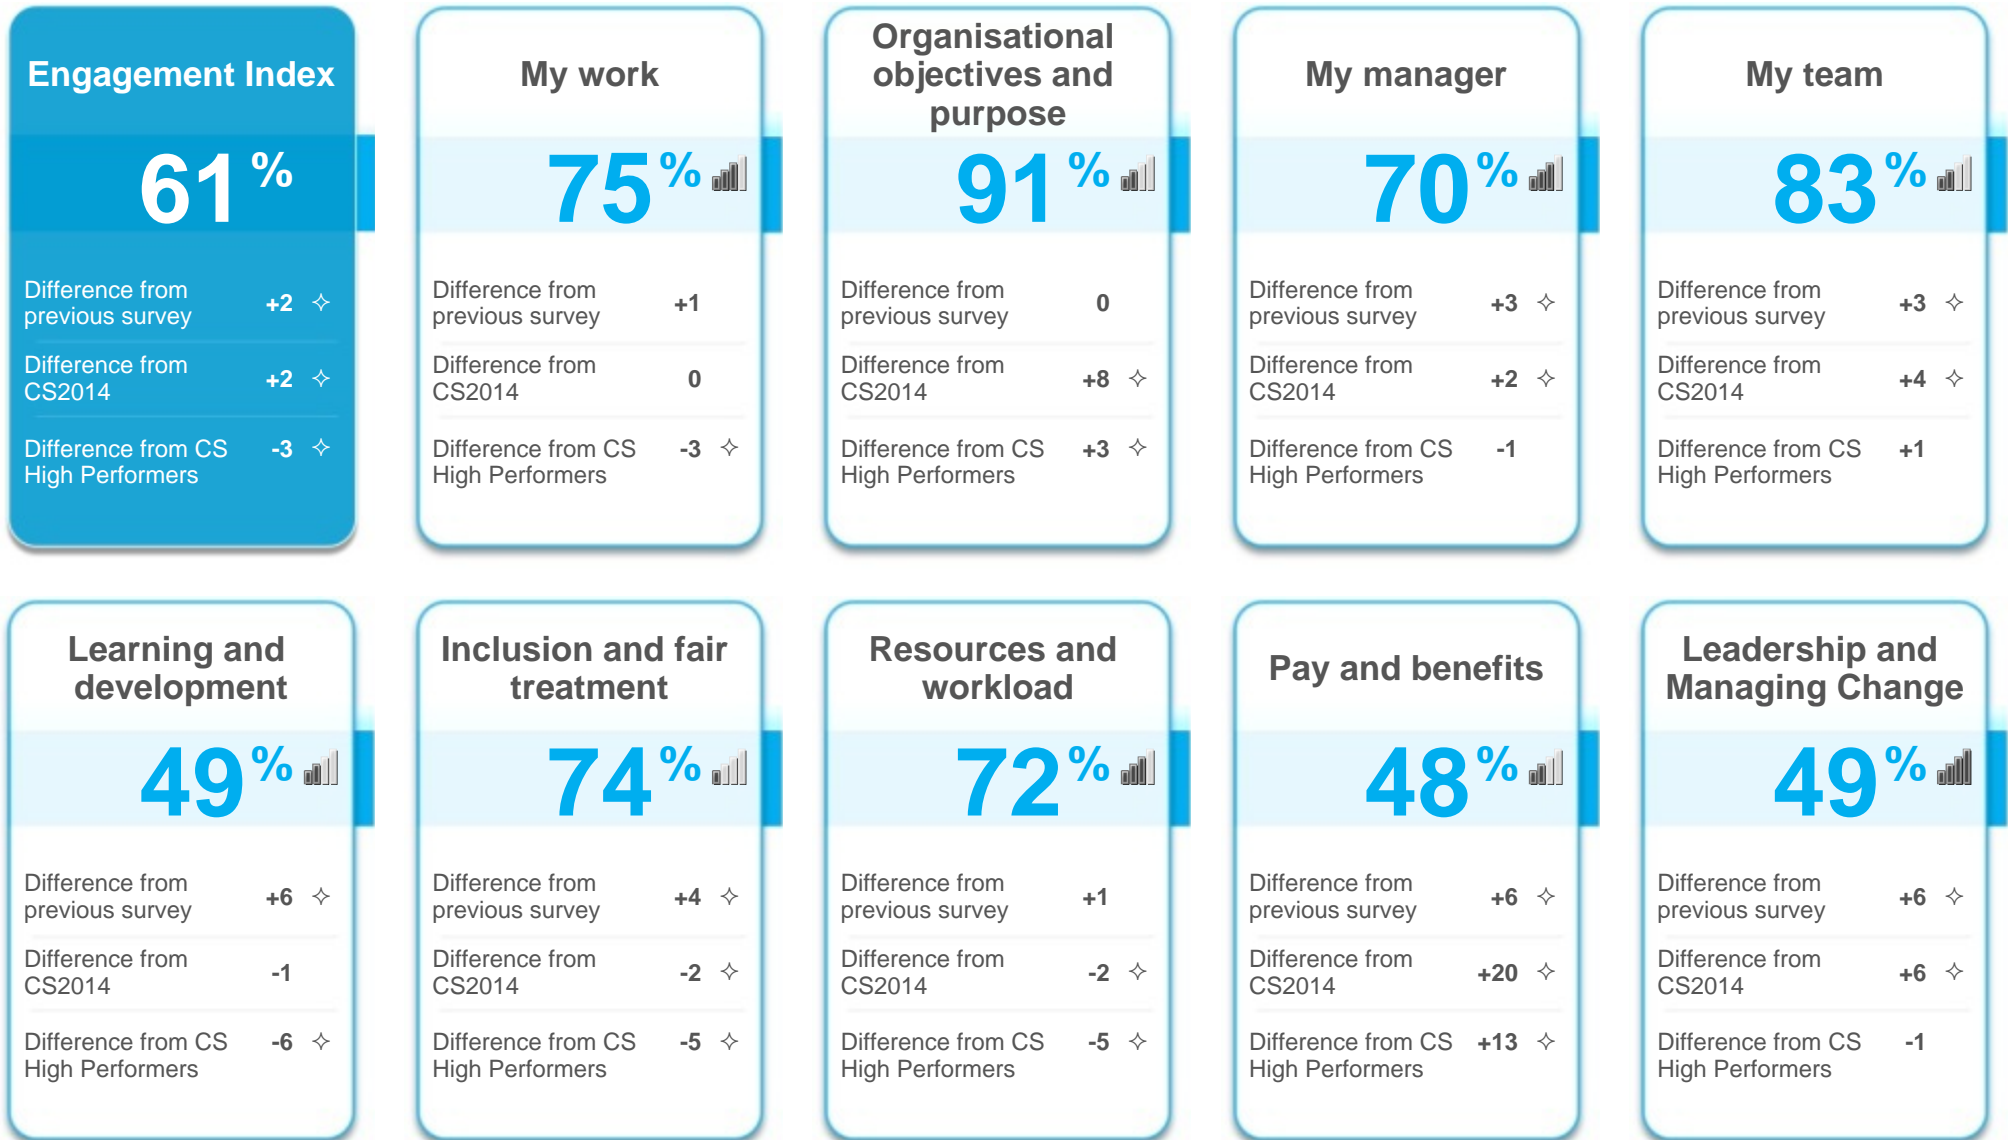 Engagement Index
61%
Difference from
previous survey +2 ✧
Difference from
CS2014 +2 ✧
Difference from CS
High Performers -3 ✧
My work
75%
Difference from
previous survey +1
Difference from
CS2014 0
Difference from CS
High Performers -3 ✧
Organisational
objectives and
purpose
91%
Difference from
previous survey 0
Difference from
CS2014 +8 ✧
Difference from CS
High Performers +3 ✧
My manager
70%
Difference from
previous survey +3 ✧
Difference from
CS2014 +2 ✧
Difference from CS
High Performers -1
My team
83%
Difference from
previous survey +3 ✧
Difference from
CS2014 +4 ✧
Difference from CS
High Performers +1
Learning and
development
49%
Difference from
previous survey +6 ✧
Difference from
CS2014 -1
Difference from CS
High Performers -6 ✧
Inclusion and fair
treatment
74%
Difference from
previous survey +4 ✧
Difference from
CS2014 -2 ✧
Difference from CS
High Performers -5 ✧
Resources and
workload
72%
Difference from
previous survey +1
Difference from
CS2014 -2 ✧
Difference from CS
High Performers -5 ✧
Pay and benefits
48%
Difference from
previous survey +6 ✧
Difference from
CS2014 +20 ✧
Difference from CS
High Performers +13 ✧
Leadership and
Managing Change
49%
Difference from
previous survey +6 ✧
Difference from
CS2014 +6 ✧
Difference from CS
High Performers -1